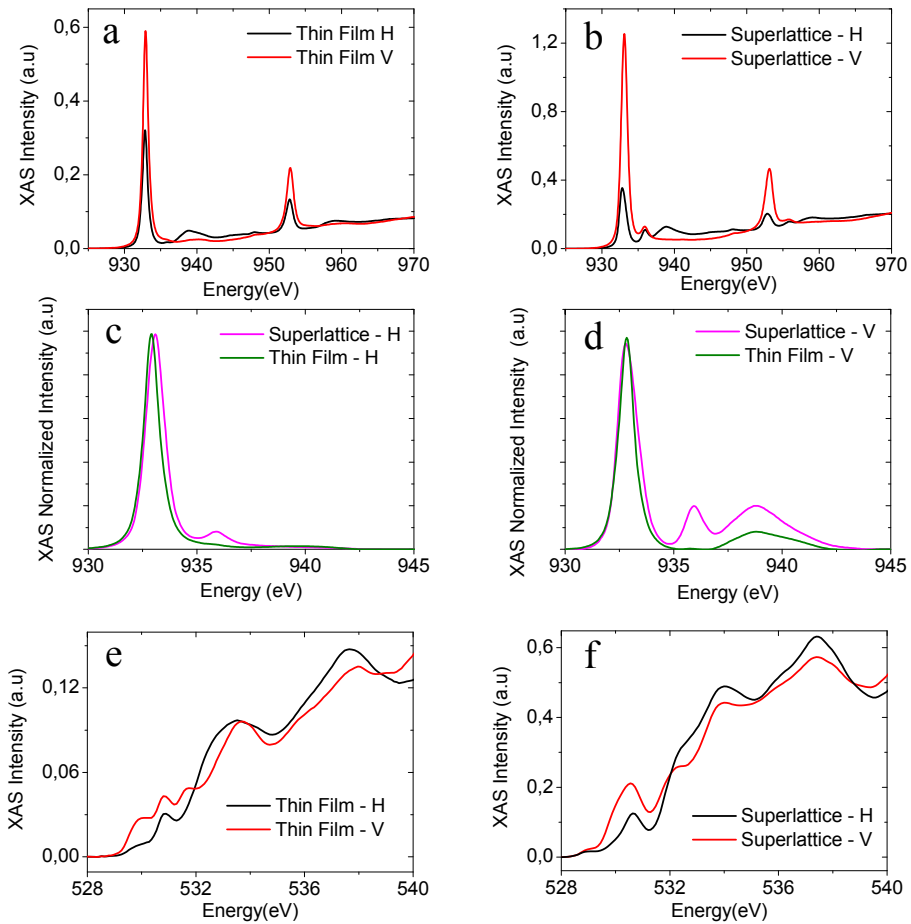 a
Thin Film H
Thin Film V
XAS Intensity (a.u)
0,6
0,4
0,2
0,0
930 940 950 960 970
Energy(eV)
b
Superlattice - H
Superlattice - V
XAS Intensity (a.u)
1,2
0,8
0,4
0,0
930 940 950 960 970
Energy(eV)
c
Superlattice - H
Thin Film - H
XAS Normalized Intensity (a.u)
930 935 940 945
Energy (eV)
d
Superlattice - V
Thin Film - V
XAS Normalized Intensity (a.u)
930 935 940 945
Energy (eV)
e
Thin Film - H
Thin Film - V
XAS Intensity (a.u)
0,12
0,06
0,00
528 532 536 540
Energy(eV)
f
Superlattice - H
Superlattice - V
XAS Intensity (a.u)
0,6
0,4
0,2
0,0
528 532 536 540
Energy(eV)